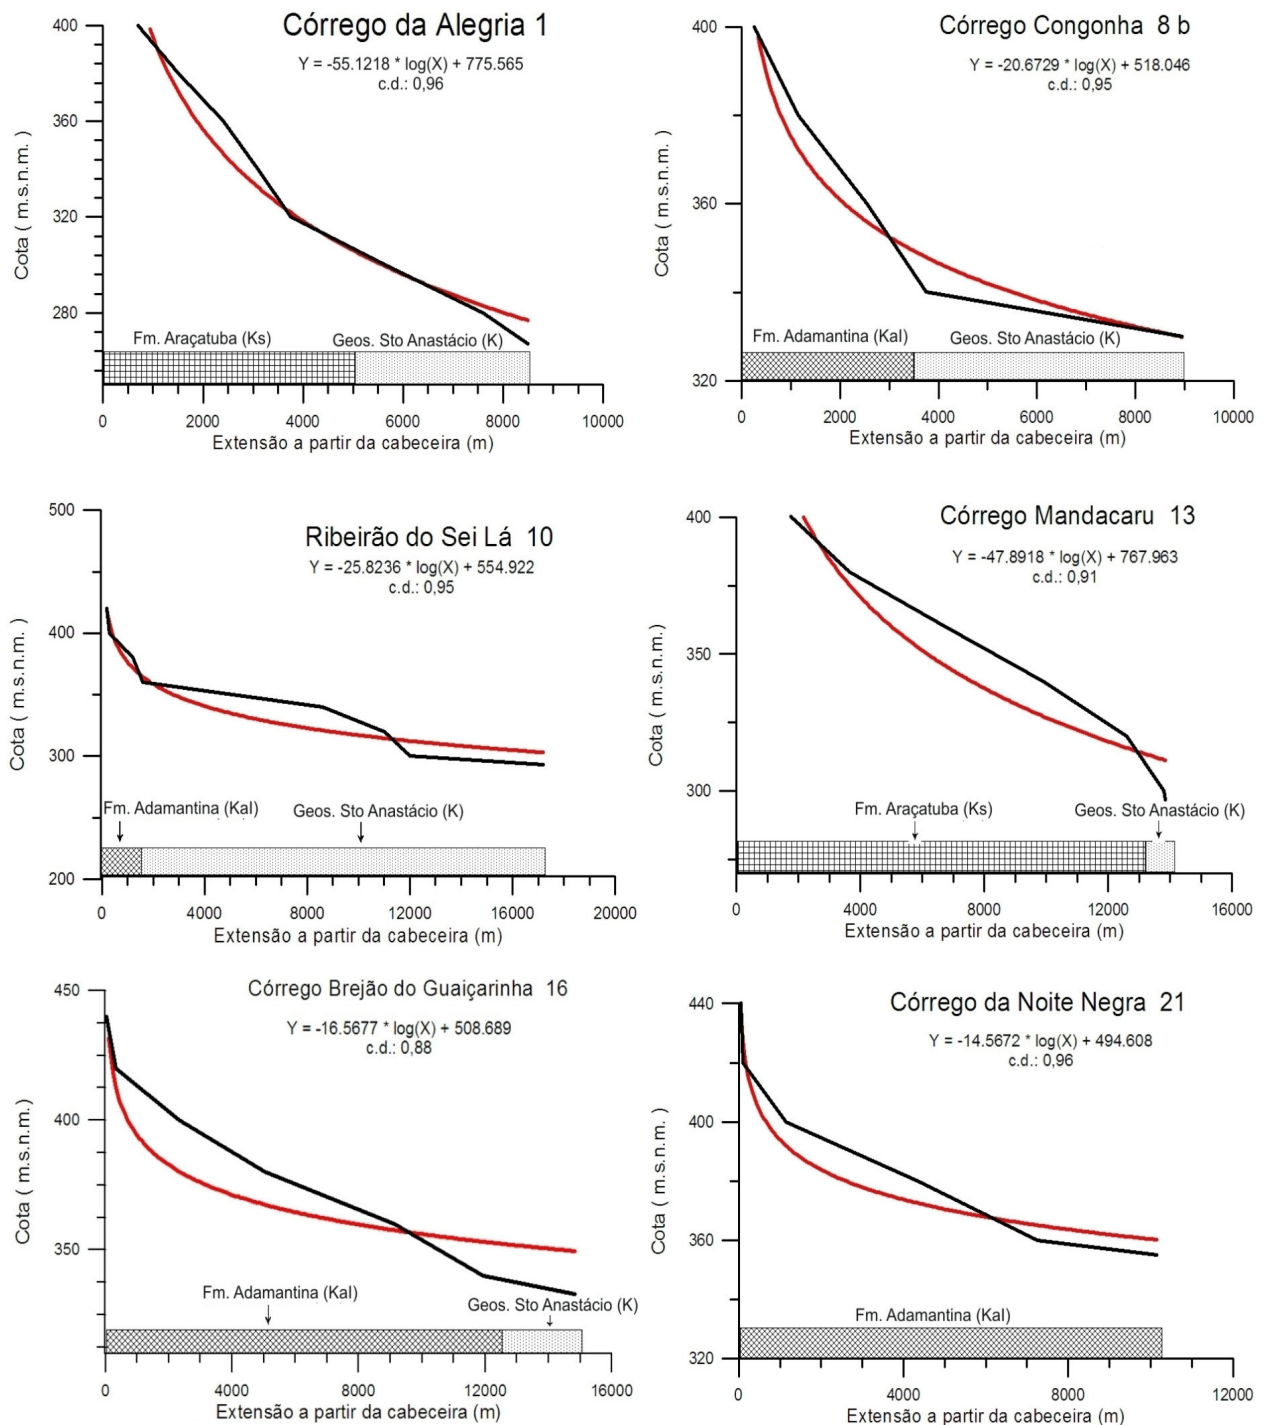 Córrego da Alegria 1
Y = -55.1218 * log(X) + 775.565
c.d.: 0,96
400
360
320
280
Cota ( m.s.n.m. )
Fm. Araçatuba (Ks)
Geos. Sto Anastácio (K)
0
2000
4000
6000
8000
10000
Extensão a partir da cabeceira (m)
Córrego Congonha 8 b
Y = -20.6729 * log(X) + 518.046
c.d.: 0,95
400
360
320
Cota ( m.s.n.m. )
Fm. Adamantina (Kal)
Geos. Sto Anastácio (K)
0
2000
4000
6000
8000
10000
Extensão a partir da cabeceira (m)
Ribeirão do Sei Lá 10
Y = -25.8236 * log(X) + 554.922
c.d.: 0,95
500
400
300
200
Cota ( m.s.n.m. )
Fm. Adamantina (Kal)
Geos. Sto Anastácio (K)
0
4000
8000
12000
16000
20000
Extensão a partir da cabeceira (m)
Córrego Mandacaru 13
Y = -47.8918 * log(X) + 767.963
c.d.: 0,91
400
350
300
Cota ( m.s.n.m. )
Fm. Araçatuba (Ks)
Geos. Sto Anastácio (K)
0
4000
8000
12000
16000
Extensão a partir da cabeceira (m)
Córrego Brejão do Guaiçarinha 16
Y = -16.5677 * log(X) + 508.689
c.d.: 0,88
450
400
350
Cota ( m.s.n.m.)
Fm. Adamantina (Kal)
Geos. Sto Anastácio (K)
0
4000
8000
12000
16000
Extensão a partir da cabeceira (m)
Córrego da Noite Negra 21
Y = -14.5672 * log(X) + 494.608
c.d.: 0,96
440
400
360
320
Cota ( m.s.n.m. )
Fm. Adamantina (Kal)
0
4000
8000
12000
Extensão a partir da cabeceira (m)